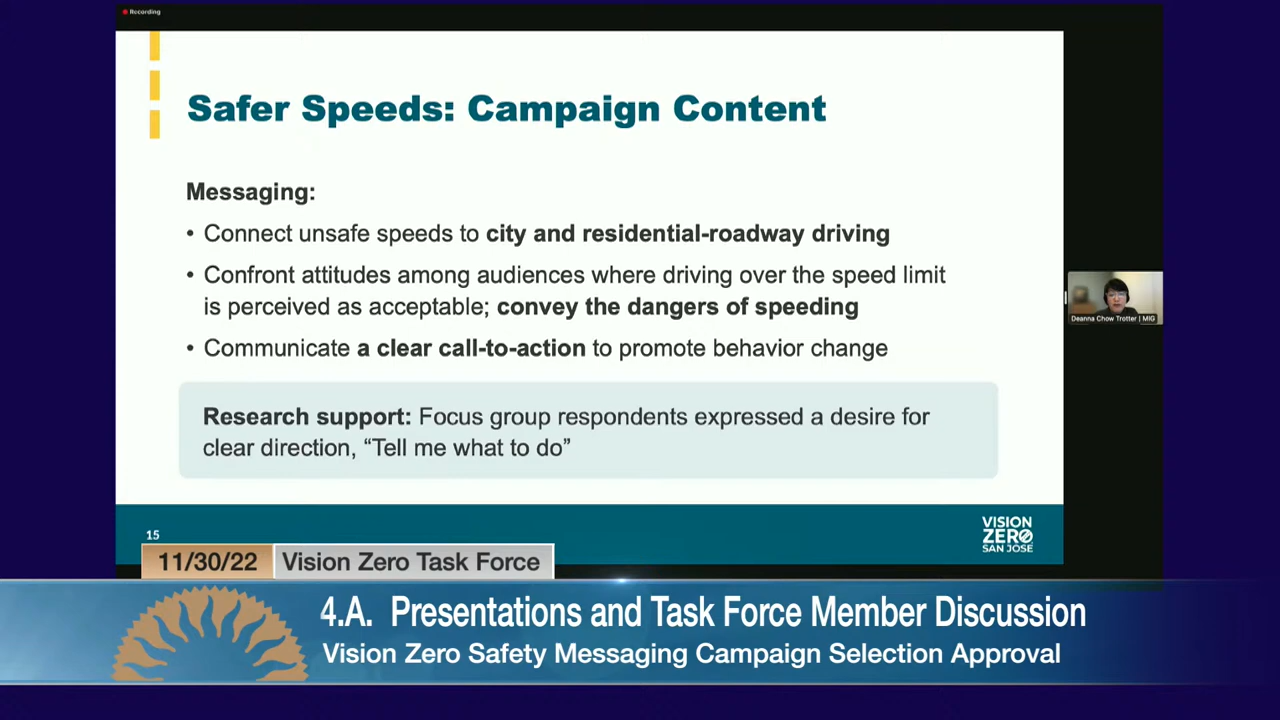 Recording
Safer Speeds: Campaign Content
Messaging:
• Connect unsafe speeds to city and residential-roadway driving
• Confront attitudes among audiences where driving over the speed limit
is perceived as acceptable; convey the dangers of speeding
• Communicate a clear call-to-action to promote behavior change
Research support: Focus group respondents expressed a desire for
clear direction, “Tell me what to do”
Deanna Chow Trotter | MIG
15
VISION
ZERO
SAN JOSE
11/30/22 Vision Zero Task Force
4.A. Presentations and Task Force Member Discussion
Vision Zero Safety Messaging Campaign Selection Approval